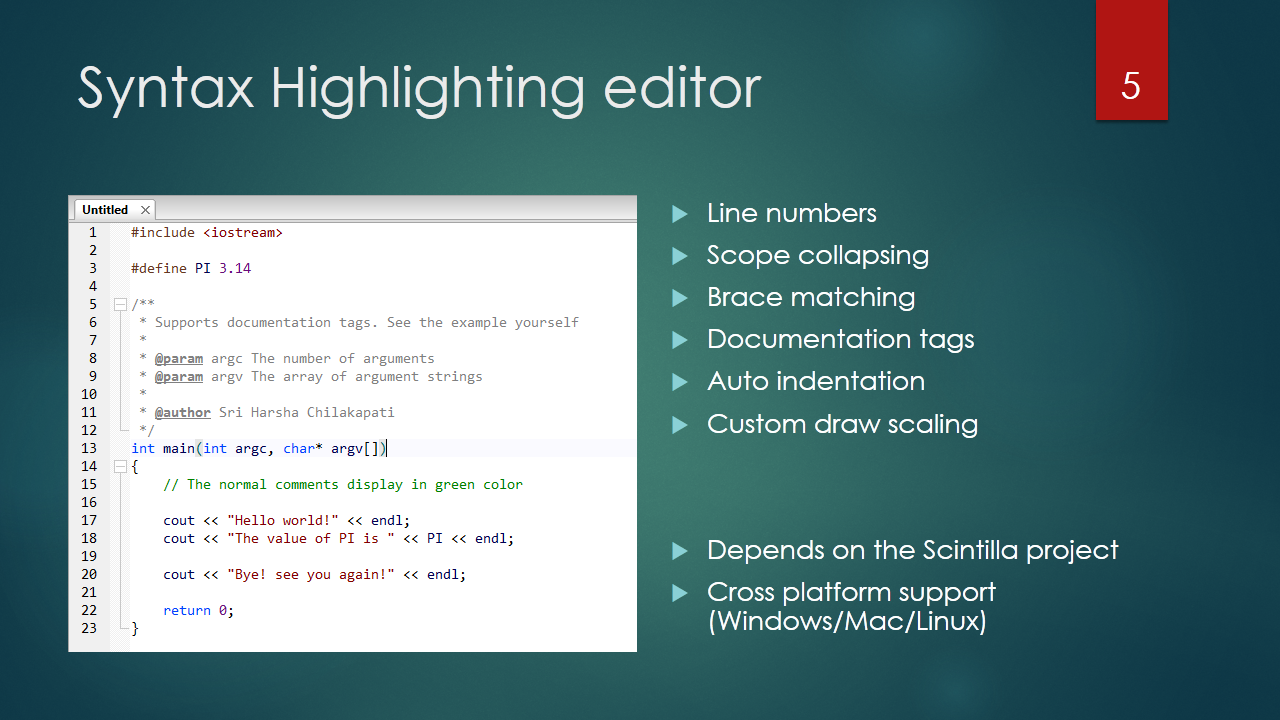 Syntax Highlighting editor
5
Untitled
1 #include <iostream>
2
3 #define PI 3.14
4
5 /**
6 * Supports documentation tags. See the example yourself
7 *
8 * @param argc The number of arguments
9 * @param argv The array of argument strings
10 *
11 * @author Sri Harsha Chilakapati
12 */
13 int main(int argc, char* argv[])
14 {
15 // The normal comments display in green color
16
17 cout << "Hello world!" << endl;
18 cout << "The value of PI is " << PI << endl;
19
20 cout << "Bye! see you again!" << endl;
21
22 return 0;
23 }
Line numbers
Scope collapsing
Brace matching
Documentation tags
Auto indentation
Custom draw scaling
Depends on the Scintilla project
Cross platform support
(Windows/Mac/Linux)